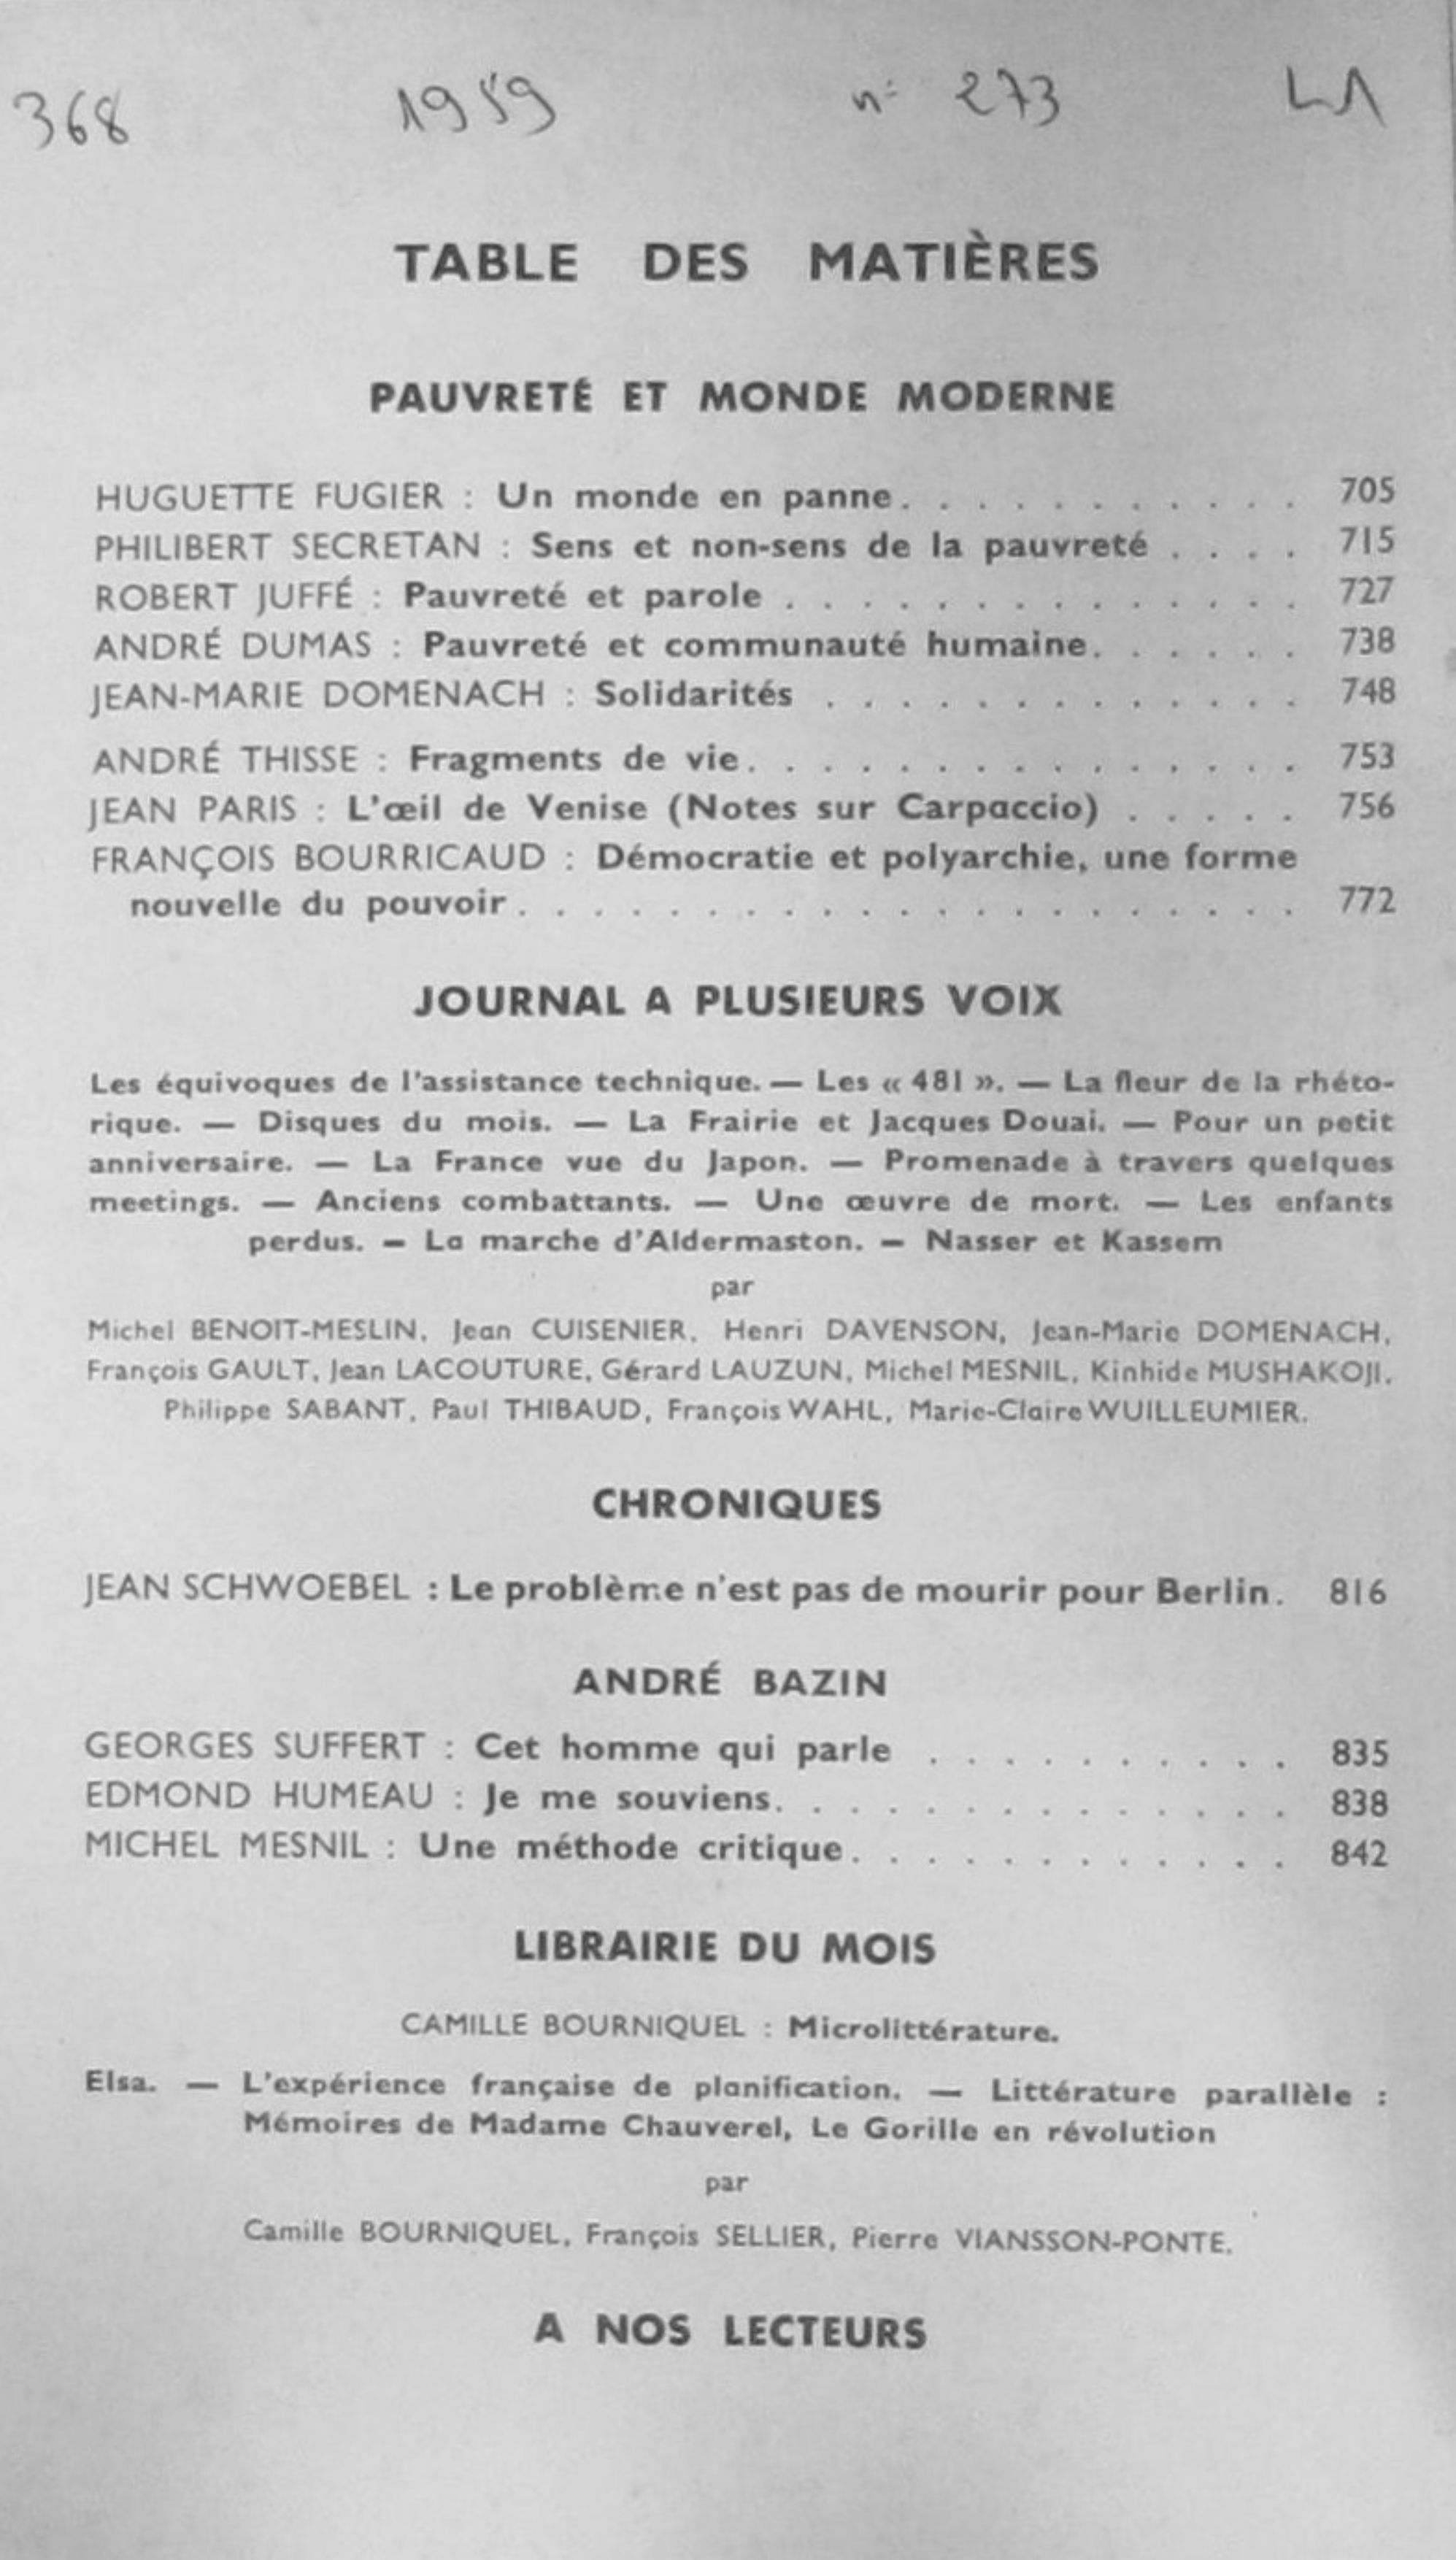 368 1959 n° 273 LA
TABLE DES MATIÈRES
PAUVRETÉ ET MONDE MODERNE
HUGUETTE FUGIER : Un monde en panne. . . . . . . . . . . 705
PHILIBERT SECRETAN : Sens et non-sens de la pauvreté . . . . 715
ROBERT JUFFÉ : Pauvreté et parole . . . . . . . . . . . . . . 727
ANDRÉ DUMAS : Pauvreté et communauté humaine. . . . . . 738
JEAN-MARIE DOMENACH : Solidarités . . . . . . . . . . . . . 748
ANDRÉ THISSE : Fragments de vie. . . . . . . . . . . . . . . 753
JEAN PARIS : L'œil de Venise (Notes sur Carpaccio) . . . . . 756
FRANÇOIS BOURRICAUD : Démocratie et polyarchie, une forme
nouvelle du pouvoir. . . . . . . . . . . . . . . . . . . . . 772
JOURNAL A PLUSIEURS VOIX
Les équivoques de l'assistance technique. — Les « 481 ». — La fleur de la rhéto-
rique. — Disques du mois. — La Frairie et Jacques Douai. — Pour un petit
anniversaire. — La France vue du Japon. — Promenade à travers quelques
meetings. — Anciens combattants. — Une œuvre de mort. — Les enfants
perdus. — La marche d'Aldermaston. — Nasser et Kassem
par
Michel BENOIT-MESLIN, Jean CUISENIER, Henri DAVENSON, Jean-Marie DOMENACH,
François GAULT, Jean LACOUTURE, Gérard LAUZUN, Michel MESNIL, Kinhide MUSHAKOJI,
Philippe SABANT, Paul THIBAUD, François WAHL, Marie-Claire WUILLEUMIER.
CHRONIQUES
JEAN SCHWOEBEL : Le problème n'est pas de mourir pour Berlin. 816
ANDRÉ BAZIN
GEORGES SUFFERT : Cet homme qui parle . . . . . . . . . . 835
EDMOND HUMEAU : Je me souviens. . . . . . . . . . . . . . 838
MICHEL MESNIL : Une méthode critique. . . . . . . . . . . . 842
LIBRAIRIE DU MOIS
CAMILLE BOURNIQUEL : Microlittérature.
Elsa. — L'expérience française de planification. — Littérature parallèle :
Mémoires de Madame Chauverel, Le Gorille en révolution
par
Camille BOURNIQUEL, François SELLIER, Pierre VIANSSON-PONTE.
A NOS LECTEURS